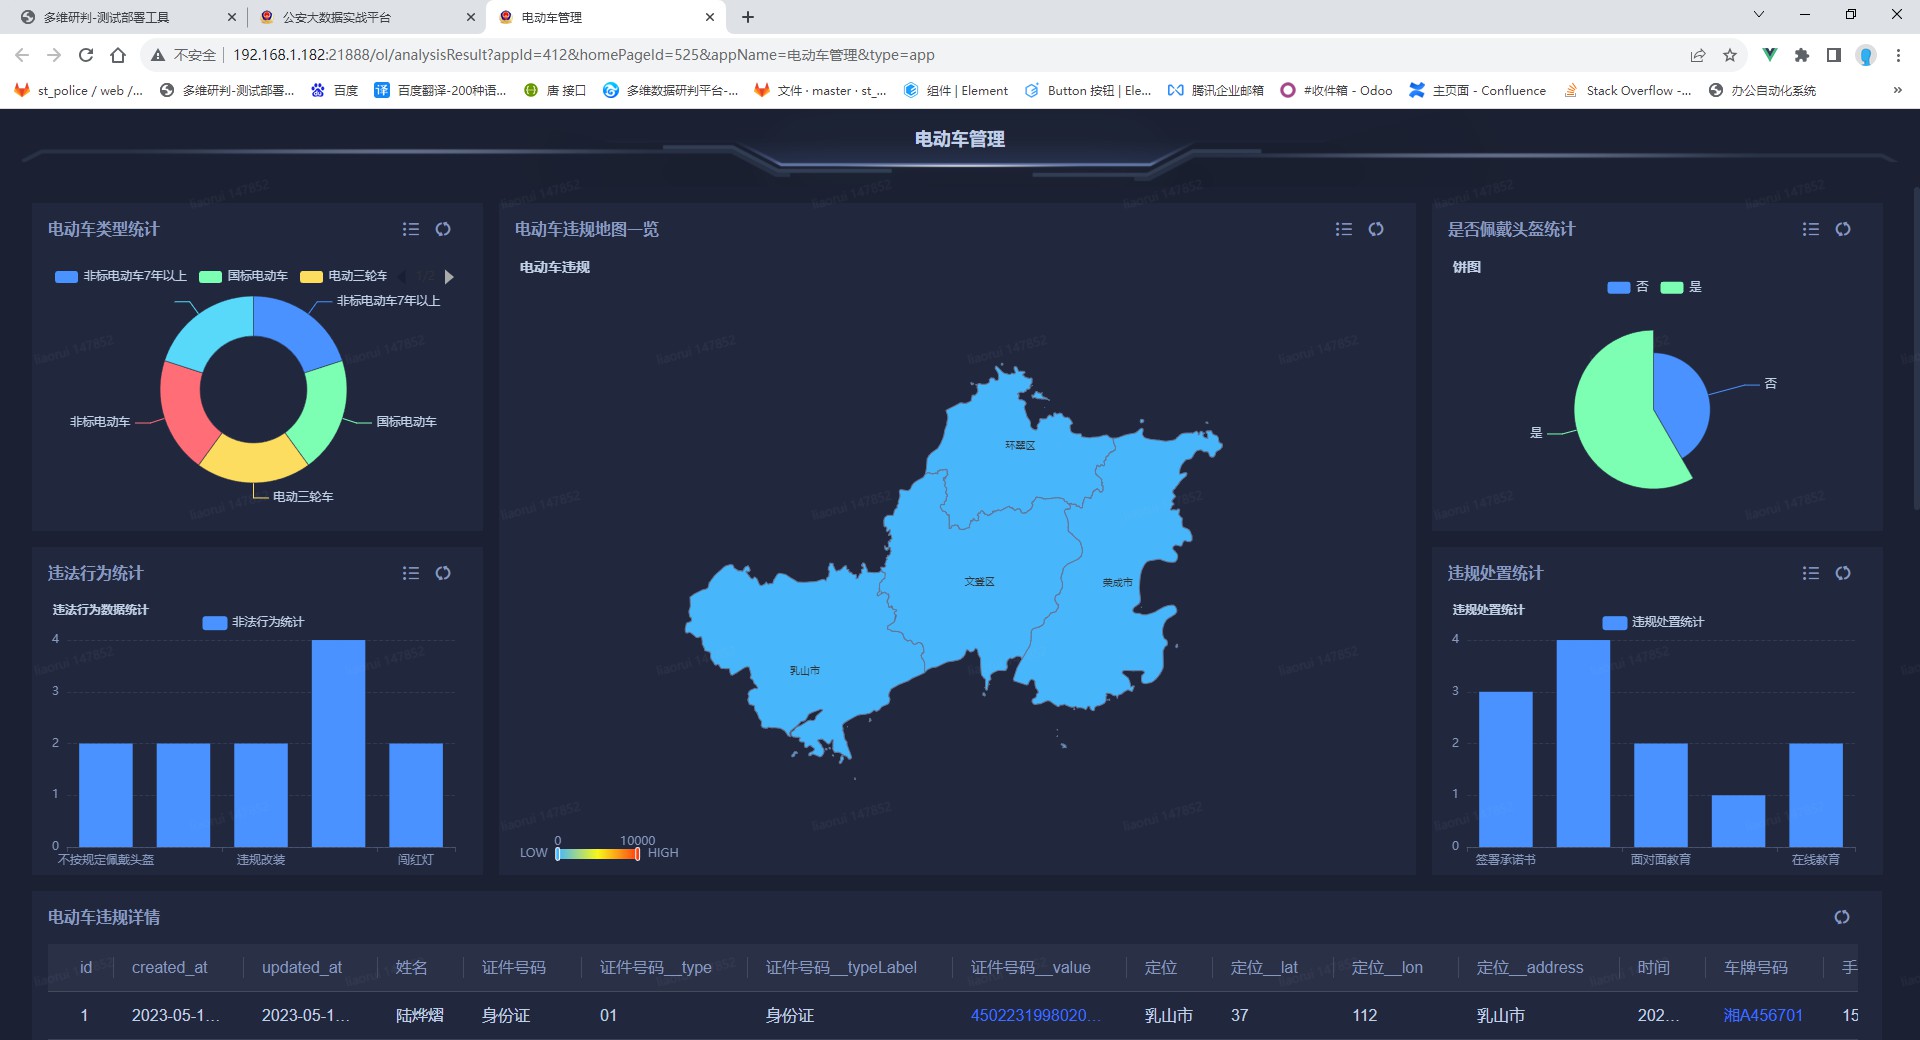 多维研判-测试部署工具
公安大数据实战平台
电动车管理
不安全
192.168.1.182:21888/ol/analysisResult?appId=412&homePageId=525&appName=电动车管理&type=app
st_police / web /...
多维研判-测试部署...
百度
译
百度翻译-200种语...
唐 接口
多维数据研判平台-...
文件 · master · st_...
组件 | Element
Button 按钮 | Ele...
腾讯企业邮箱
#收件箱 - Odoo
主页面 - Confluence
Stack Overflow -...
办公自动化系统
»
电动车管理
电动车类型统计
非标电动车7年以上
国标电动车
电动三轮车
1/2
非标电动车7年以上
非标电动车
国标电动车
电动三轮车
电动车违规地图一览
电动车违规
环翠区
文登区
荣成市
乳山市
0
10000
LOW
HIGH
是否佩戴头盔统计
饼图
否
是
否
是
违法行为统计
违法行为数据统计
非法行为统计
4
3
2
1
0
不按规定佩戴头盔
违规改装
闯红灯
违规处置统计
违规处置统计
违规处置统计
4
3
2
1
0
签署承诺书
面对面教育
在线教育
电动车违规详情
id created_at updated_at 姓名 证件号码 证件号码__type 证件号码__typeLabel 证件号码__value 定位 定位__lat 定位__lon 定位__address 时间 车牌号码 手
1 2023-05-1... 2023-05-1... 陆烨熠 身份证 01 身份证 4502231998020... 乳山市 37 112 乳山市 202... 湘A456701 15
liaorui 147852